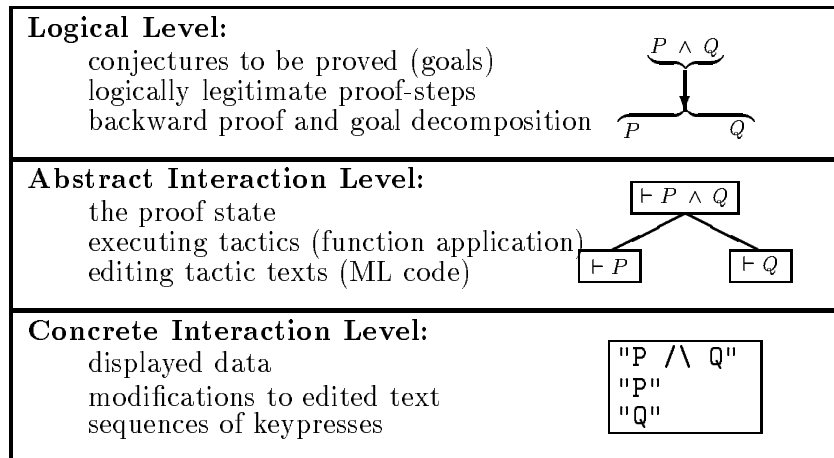 Logical Level:
conjectures to be proved (goals)
logically legitimate proof-steps
backward proof and goal decomposition
P ∧ Q
P Q
Abstract Interaction Level:
the proof state
executing tactics (function application)
editing tactic texts (ML code)
⊢ P ∧ Q
⊢ P ⊢ Q
Concrete Interaction Level:
displayed data
modifications to edited text
sequences of keypresses
"P /\ Q"
"P"
"Q"